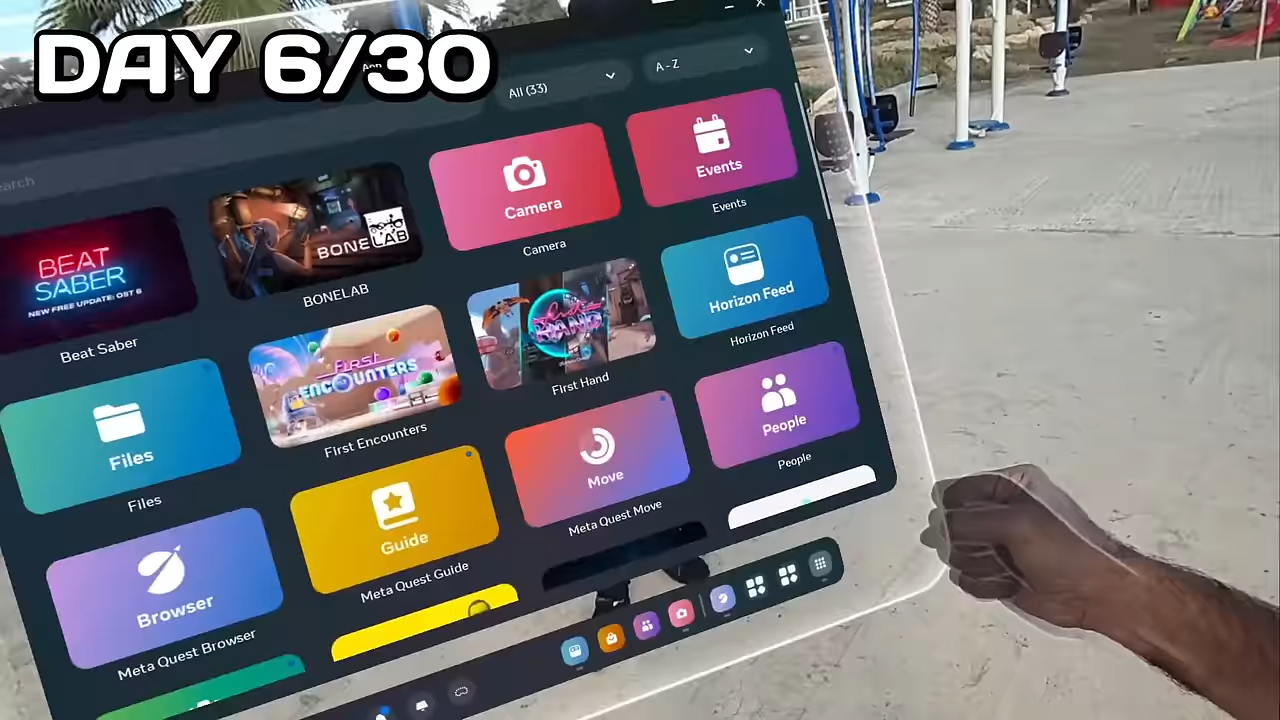 DAY 6/30
All (33)
A - Z
earch
BEAT
SABER
NEW FREE UPDATE: OST 6
Beat Saber
BONE
LAB
BONELAB
Camera
Camera
Events
Events
Files
Files
FIRST
ENCOUNTERS
First Encounters
HAND
First Hand
Horizon Feed
Horizon Feed
Browser
Meta Quest Browser
Guide
Meta Quest Guide
Move
Meta Quest Move
People
People